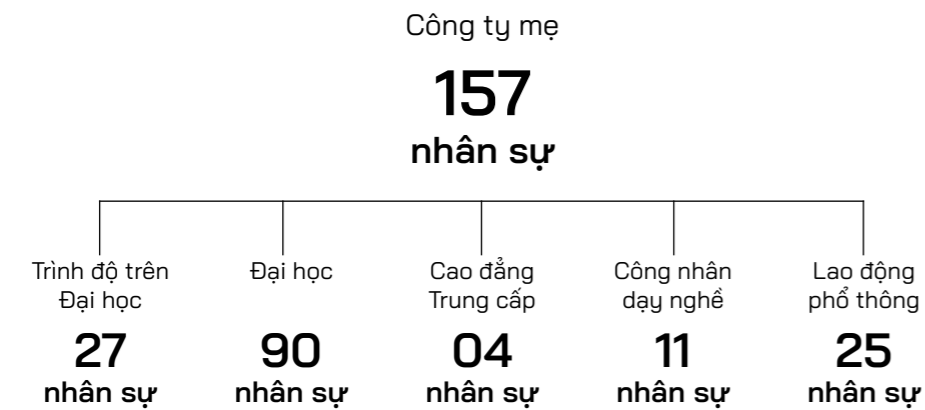 Công ty mẹ
157
nhân sự
Trình độ trên
Đại học
27
nhân sự
Đại học
90
nhân sự
Cao đẳng
Trung cấp
04
nhân sự
Công nhân
dạy nghề
11
nhân sự
Lao động
phổ thông
25
nhân sự